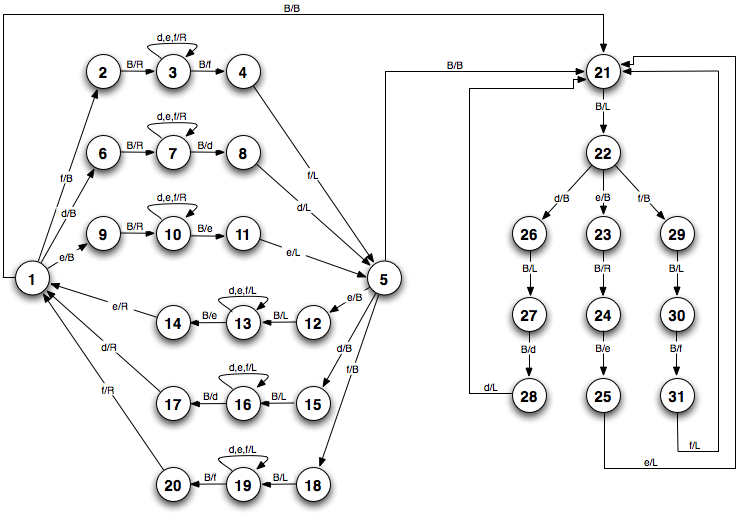 B/B
d,e,f/R
2
B/R
3
B/f
4
B/B
21
d,e,f/R
B/L
6
B/R
7
B/d
8
22
f/B
f/L
d/B
d,e,f/R
d/B
e/B
f/B
d/L
9
B/R
10
B/e
11
26
23
29
e/B
e/L
1
5
B/L
B/R
B/L
d,e,f/L
e/B
e/R
14
B/e
13
B/L
12
27
24
30
d/R
d/B
B/d
B/e
B/f
d,e,f/L
f/B
f/R
d/L
17
B/d
16
B/L
15
28
25
31
f/L
d,e,f/L
e/L
20
B/f
19
B/L
18